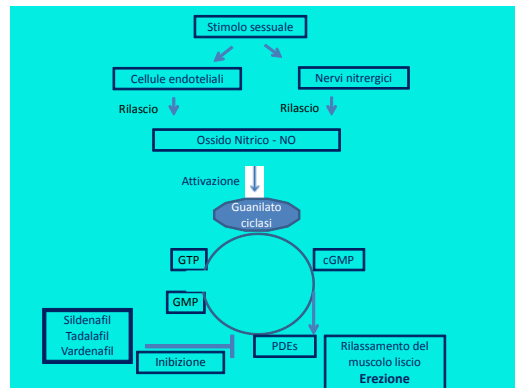 Stimolo sessuale
Cellule endoteliali
Nervi nitrergici
Rilascio
Rilascio
Ossido Nitrico - NO
Attivazione
Guanilato
ciclasi
GTP
cGMP
GMP
Sildenafil
Tadalafil
Vardenafil
Inibizione
PDEs
Rilassamento del
muscolo liscio
Erezione